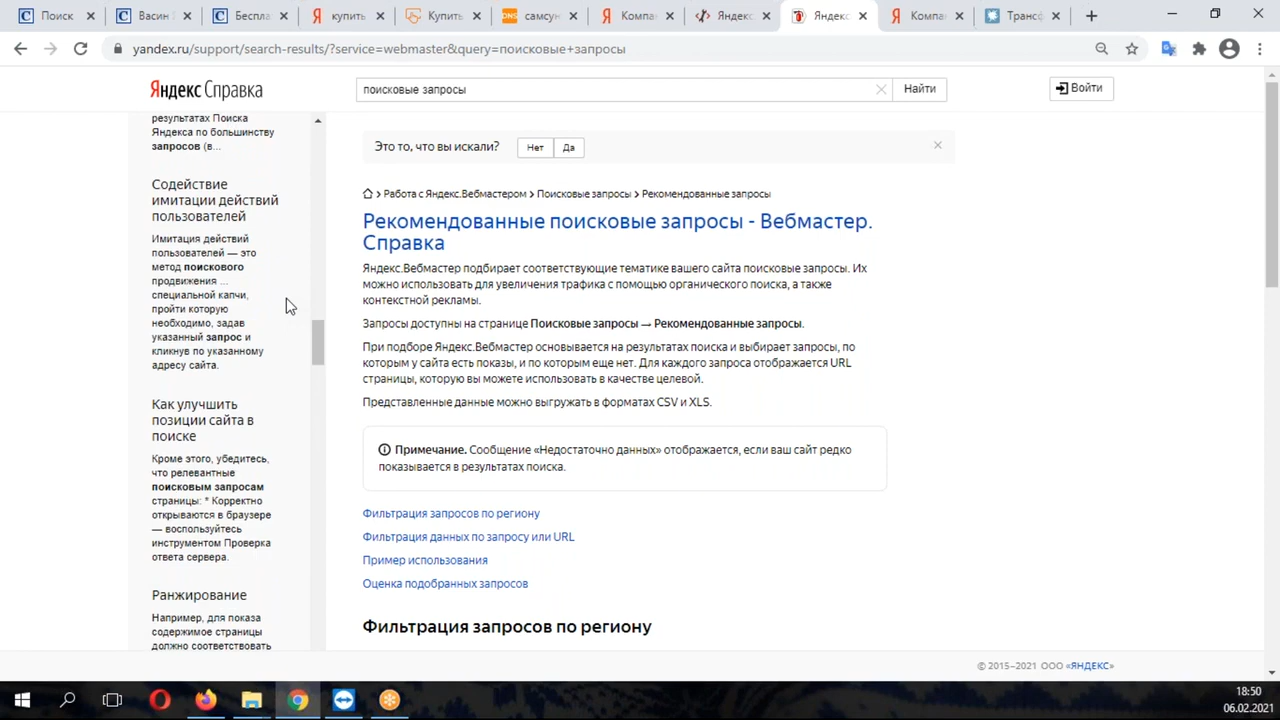 Поиск
Васин
Беспла
купить
Купить
DNS
самсун
Компа
Яндекс
Яндекс
Компан
Трансф
yandex.ru/support/search-results/?service=webmaster&query=поисковые+запросы
Яндекс Справка
поисковые запросы
Найти
Войти
результатах Поиска
Яндекса по большинству
запросов (в...
Содействие
имитации действий
пользователей
Имитация действий
пользователей — это
метод поискового
продвижения ...
специальной капчи,
пройти которую
необходимо, задав
указанный запрос и
кликнув по указанному
адресу сайта.
Как улучшить
позиции сайта в
поиске
Кроме этого, убедитесь,
что релевантные
поисковым запросам
страницы: * Корректно
открываются в браузере
— воспользуйтесь
инструментом Проверка
ответа сервера.
Ранжирование
Например, для показа
содержимое страницы
должно соответствовать
Это то, что вы искали?
Нет
Да
Работа с Яндекс.Вебмастером > Поисковые запросы > Рекомендованные запросы
Рекомендованные поисковые запросы - Вебмастер.
Справка
Яндекс.Вебмастер подбирает соответствующие тематике вашего сайта поисковые запросы. Их
можно использовать для увеличения трафика с помощью органического поиска, а также
контекстной рекламы.
Запросы доступны на странице Поисковые запросы → Рекомендованные запросы.
При подборе Яндекс.Вебмастер основывается на результатах поиска и выбирает запросы, по
которым у сайта есть показы, и по которым еще нет. Для каждого запроса отображается URL
страницы, которую вы можете использовать в качестве целевой.
Представленные данные можно выгружать в форматах CSV и XLS.
Примечание. Сообщение «Недостаточно данных» отображается, если ваш сайт редко
показывается в результатах поиска.
Фильтрация запросов по региону
Фильтрация данных по запросу или URL
Пример использования
Оценка подобранных запросов
Фильтрация запросов по региону
© 2015–2021 ООО «ЯНДЕКС»
18:50
06.02.2021